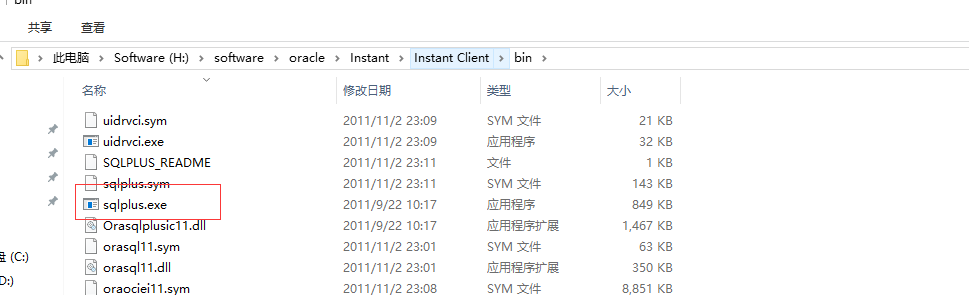 bin
共享 查看
此电脑 Software (H:) software oracle Instant Instant Client bin
名称 修改日期 类型 大小
uidrvci.sym 2011/11/2 23:09 SYM 文件 21 KB
uidrvci.exe 2011/11/2 23:09 应用程序 32 KB
SQLPLUS_README 2011/11/2 23:11 文件 1 KB
sqlplus.sym 2011/11/2 23:11 SYM 文件 143 KB
sqlplus.exe 2011/9/22 10:17 应用程序 849 KB
Orasqlplusic11.dll 2011/9/22 10:17 应用程序扩展 1,467 KB
orasql11.sym 2011/11/2 23:01 SYM 文件 63 KB
盘 (C:)
orasql11.dll 2011/11/2 23:01 应用程序扩展 350 KB
D:)
oraociei11.sym 2011/11/2 23:08 SYM 文件 8,851 KB